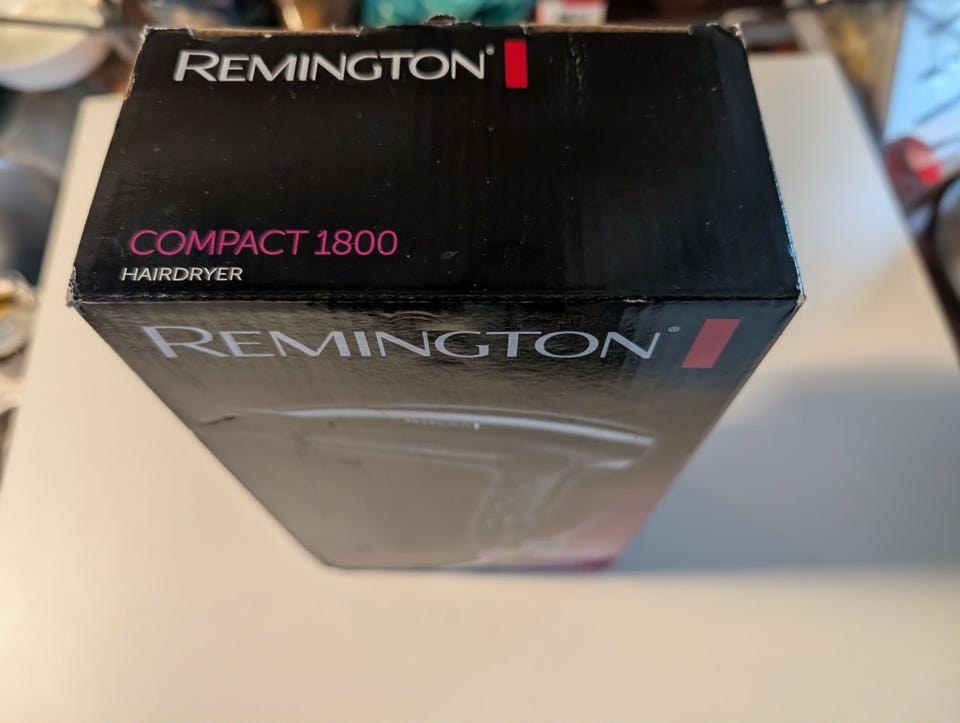 REMINGTON®
COMPACT 1800
HAIRDRYER
REMINGTON®